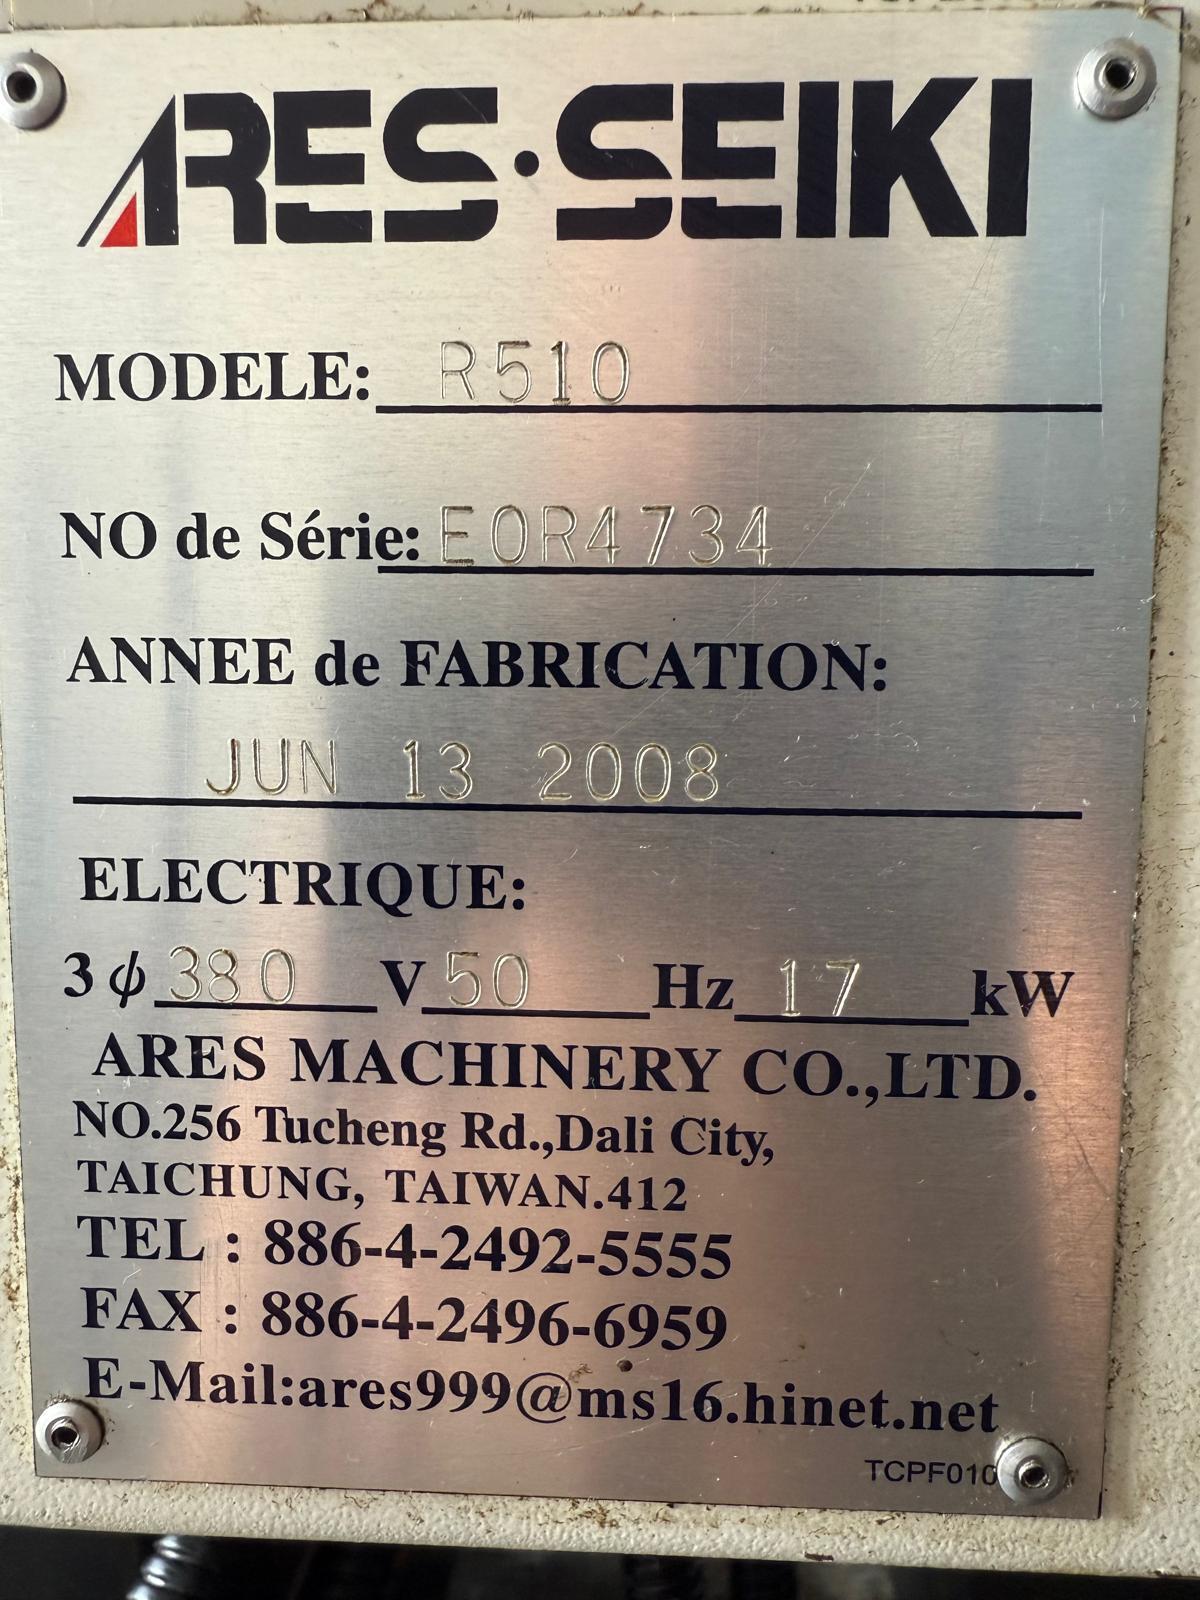 ARES·SEIKI
MODELE: R510
NO de Série: E0R4734
ANNEE de FABRICATION:
JUN 13 2008
ELECTRIQUE:
3 ϕ 380 V 50 Hz 17 kW
ARES MACHINERY CO.,LTD.
NO.256 Tucheng Rd.,Dali City,
TAICHUNG, TAIWAN.412
TEL : 886-4-2492-5555
FAX : 886-4-2496-6959
E-Mail:ares999@ms16.hinet.net
TCPF010